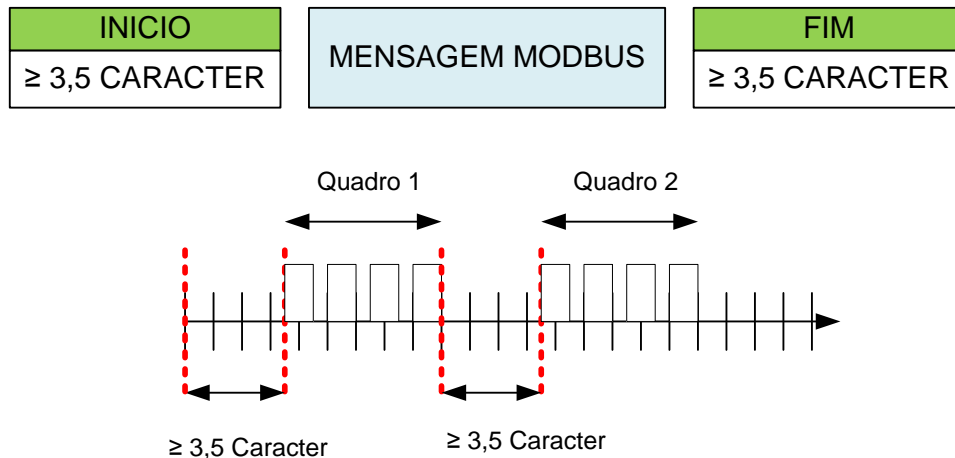 INICIO
≥ 3,5 CARACTER
MENSAGEM MODBUS
FIM
≥ 3,5 CARACTER
Quadro 1
Quadro 2
≥ 3,5 Caracter
≥ 3,5 Caracter